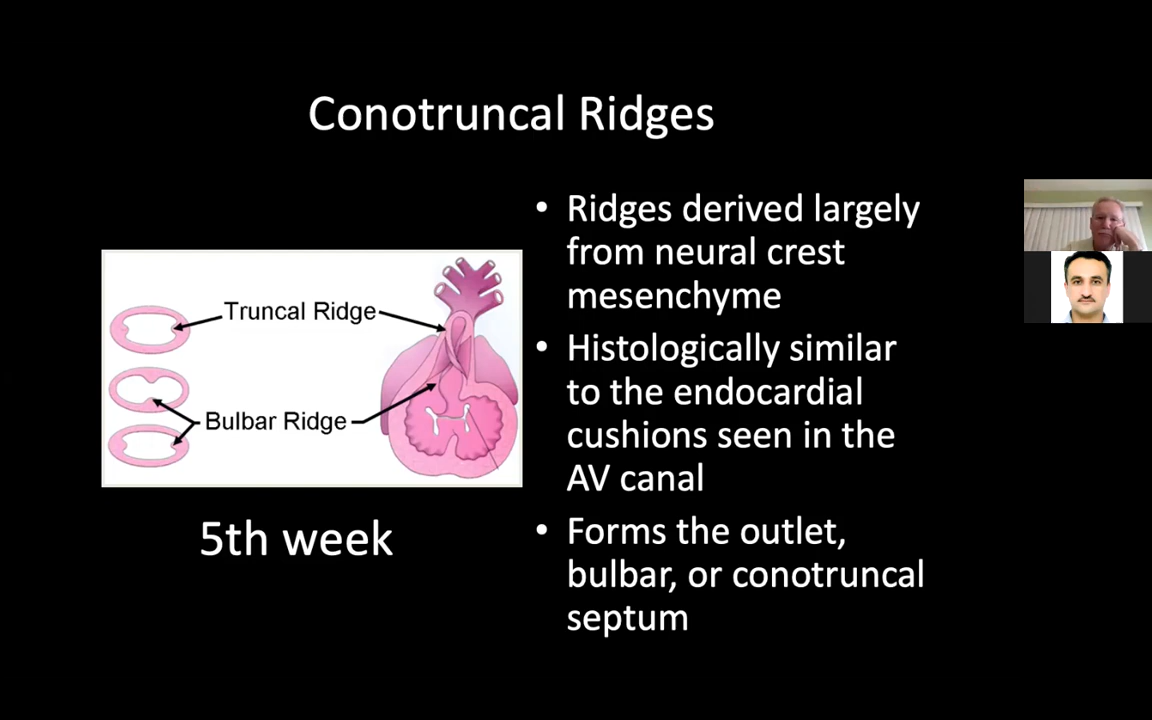 Conotruncal Ridges
Truncal Ridge
Bulbar Ridge
5th week
• Ridges derived largely
from neural crest
mesenchyme
• Histologically similar
to the endocardial
cushions seen in the
AV canal
• Forms the outlet,
bulbar, or conotruncal
septum